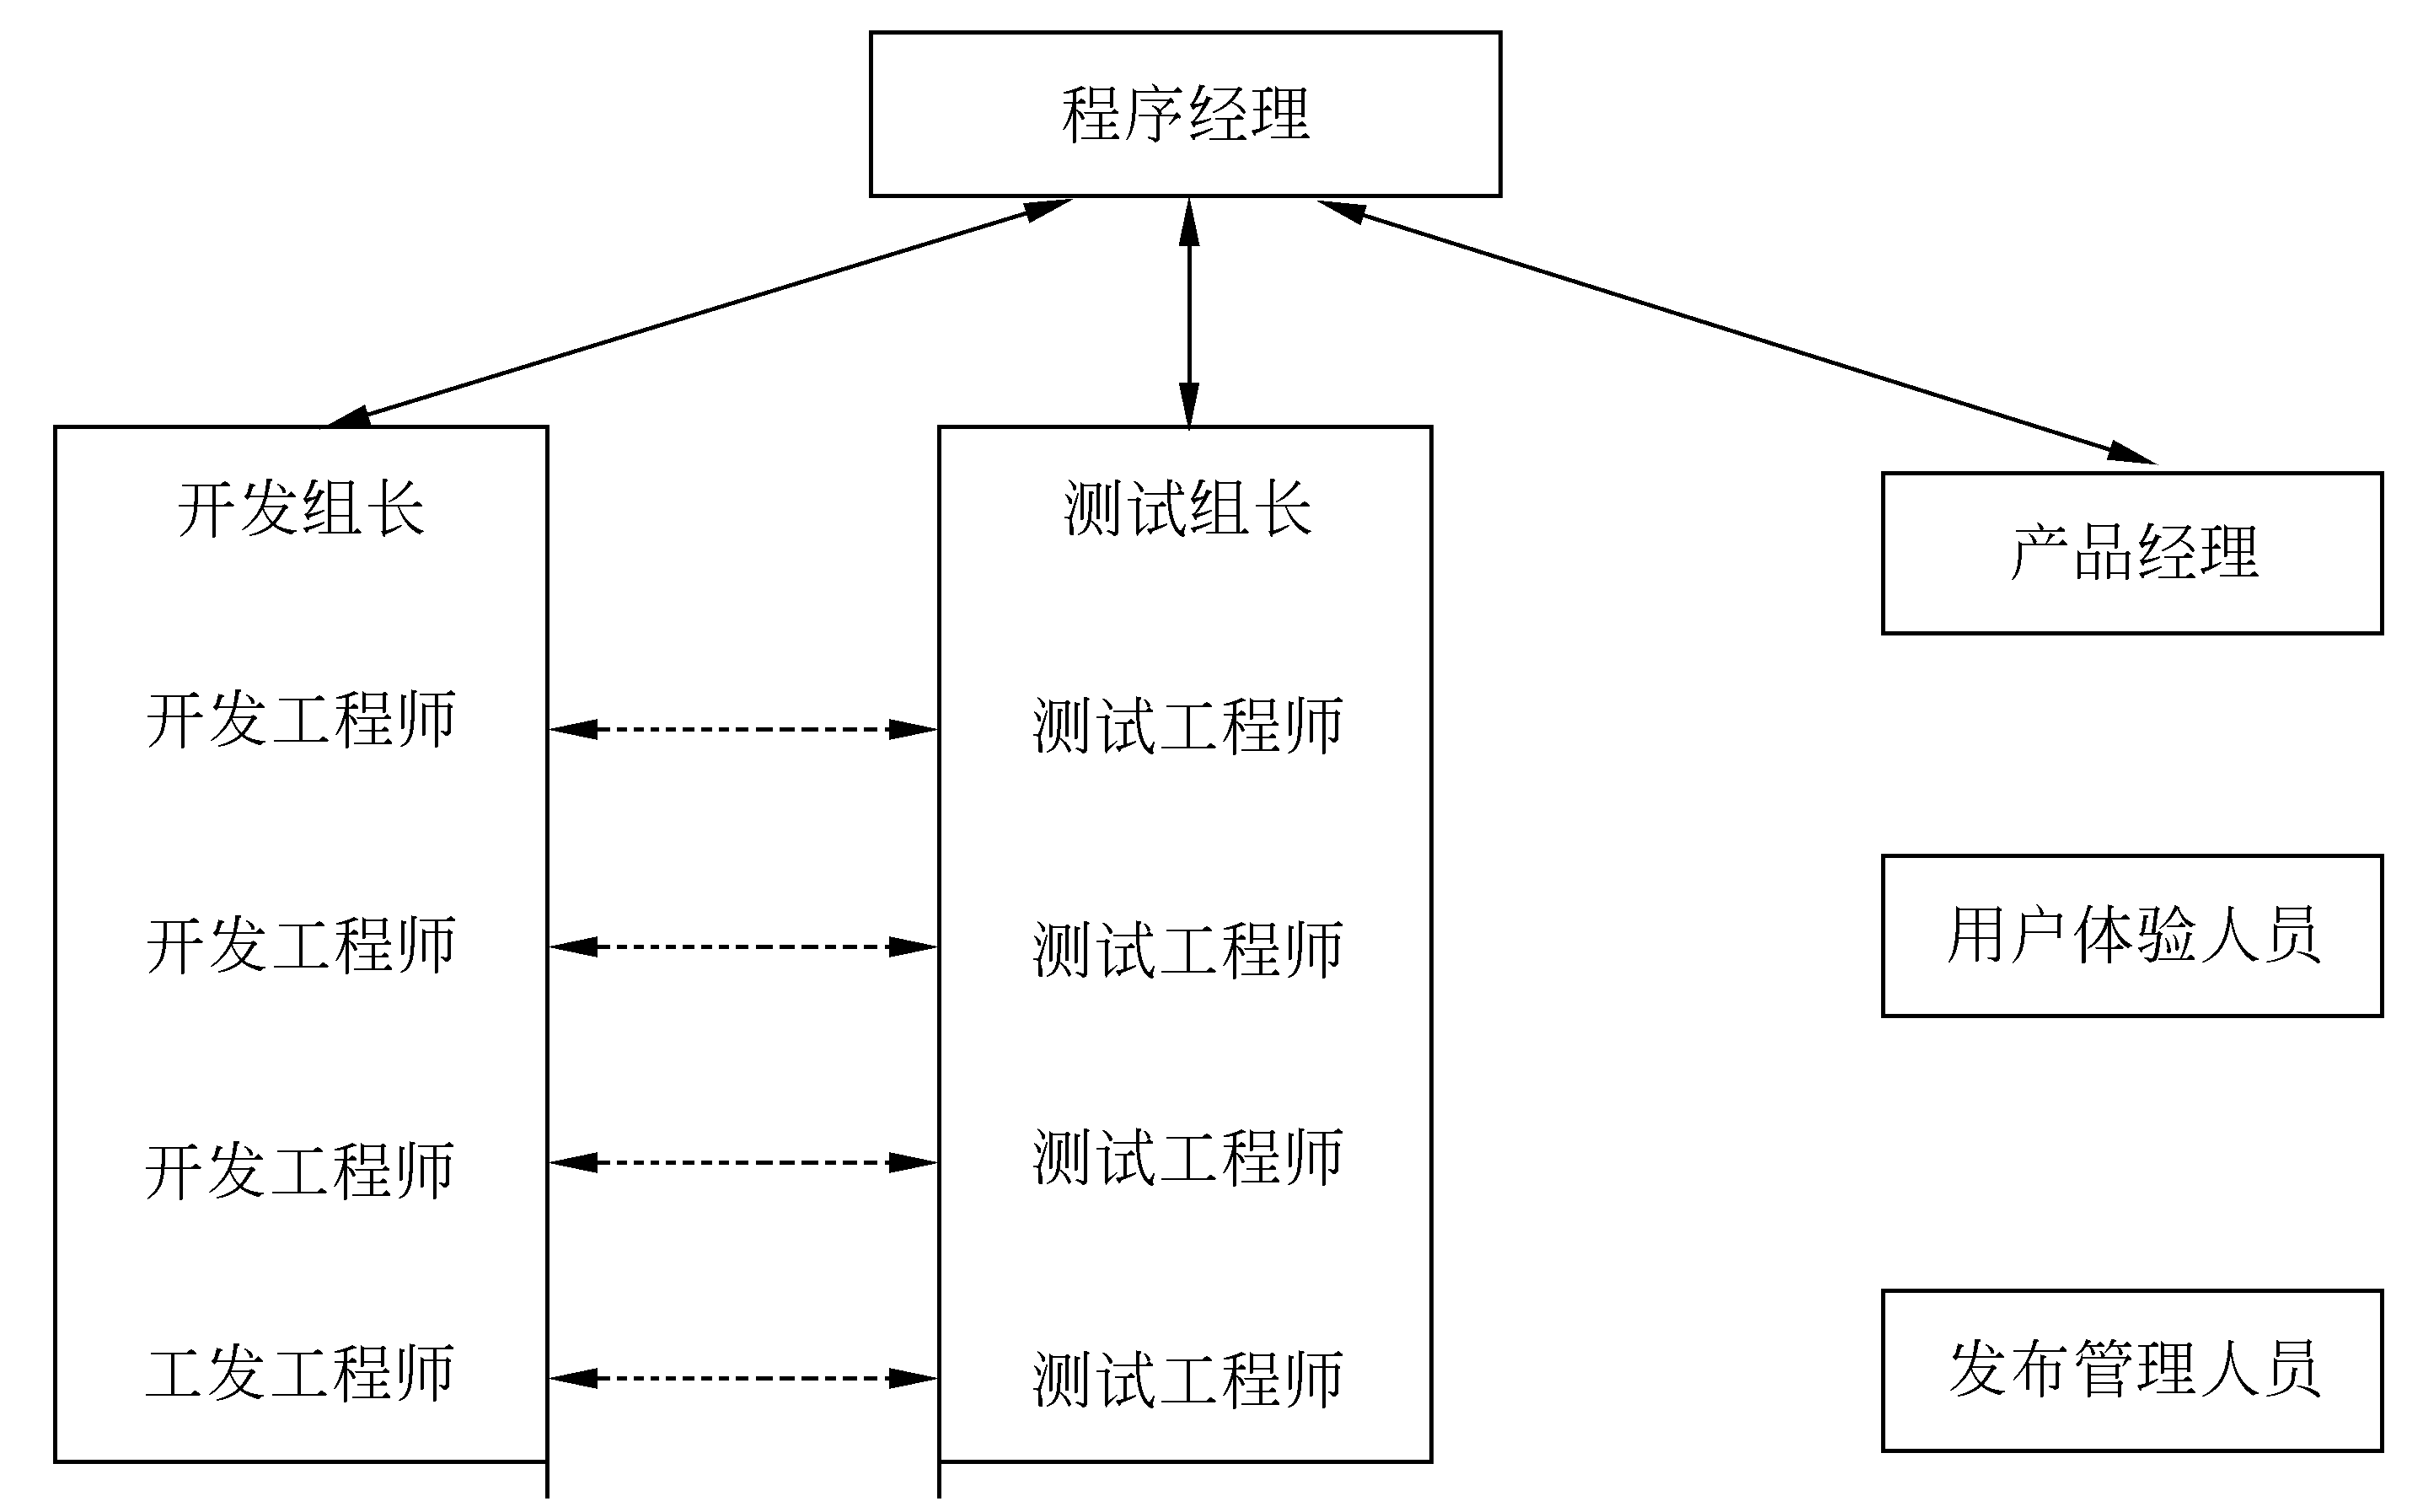 程序经理
开发组长
开发工程师
开发工程师
开发工程师
工发工程师
测试组长
测试工程师
测试工程师
测试工程师
测试工程师
产品经理
用户体验人员
发布管理人员